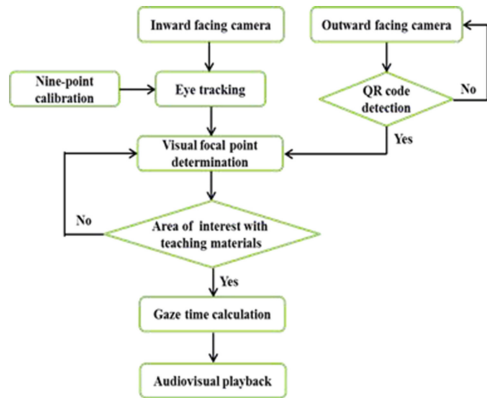 Inward facing camera
Outward facing camera
Nine-point
calibration
Eye tracking
QR code
detection
No
Yes
Visual focal point
determination
No
Area of interest with
teaching materials
Yes
Gaze time calculation
Audiovisual playback